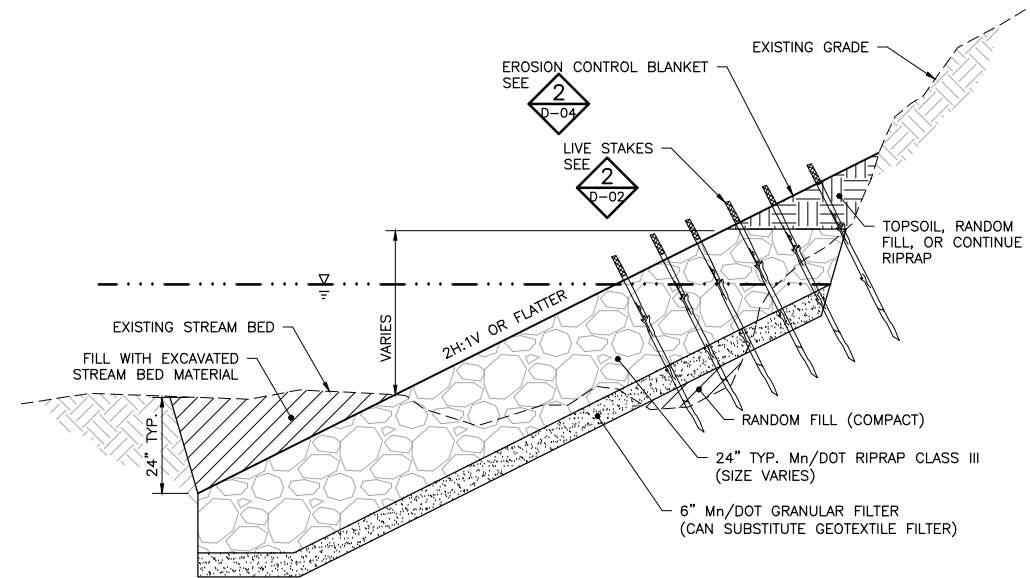 EXISTING GRADE
EROSION CONTROL BLANKET
SEE
2
D-04
LIVE STAKES
SEE
2
D-02
TOPSOIL, RANDOM
FILL, OR CONTINUE
RIPRAP
2H:1V OR FLATTER
VARIES
EXISTING STREAM BED
FILL WITH EXCAVATED
STREAM BED MATERIAL
24" TYP.
RANDOM FILL (COMPACT)
24" TYP. Mn/DOT RIPRAP CLASS III
(SIZE VARIES)
6" Mn/DOT GRANULAR FILTER
(CAN SUBSTITUTE GEOTEXTILE FILTER)